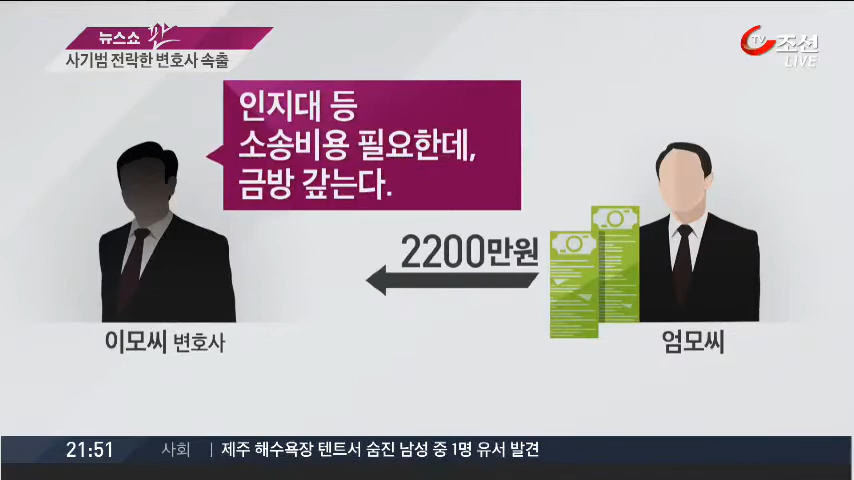 뉴스쇼 판
사기범 전락한 변호사 속출
TV조선
LIVE
인지대 등
소송비용 필요한데,
금방 갚는다.
2200만원
이모씨 변호사
엄모씨
21:51 사회 | 제주 해수욕장 텐트서 숨진 남성 중 1명 유서 발견